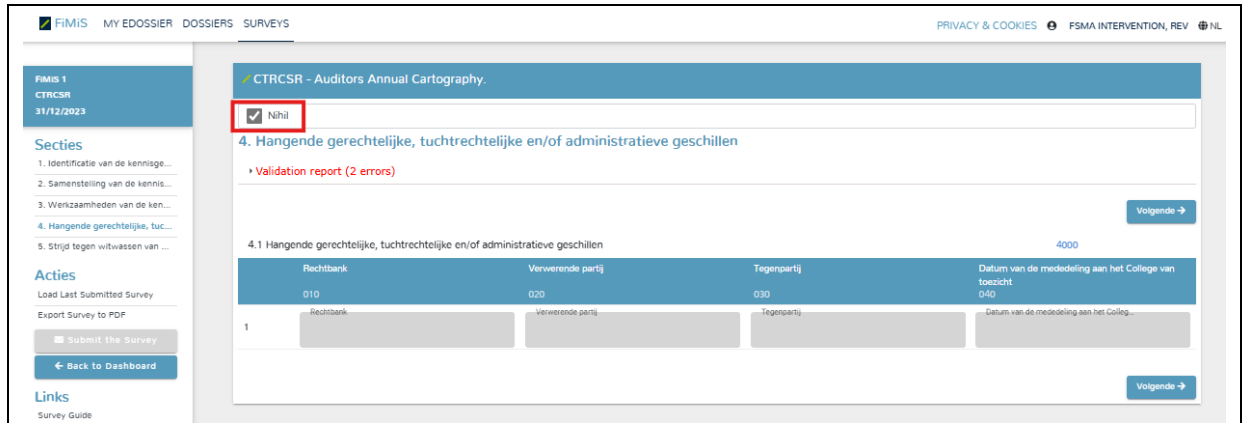 FiMiS MY EDOSSIER DOSSIERS SURVEYS PRIVACY & COOKIES FSMA INTERVENTION, REV NL
FiMiS 1
CTRCSR
31/12/2023
Secties
1. Identificatie van de kennisge...
2. Samenstelling van de kennis...
3. Werkzaamheden van de ken...
4. Hangende gerechtelijke, tuc...
5. Strijd tegen witwassen van ...
Acties
Load Last Submitted Survey
Export Survey to PDF
Submit the Survey
Back to Dashboard
Links
Survey Guide
CTRCSR - Auditors Annual Cartography.
Nihil
4. Hangende gerechtelijke, tuchtrechtelijke en/of administratieve geschillen
Validation report (2 errors)
Volgende →
4.1 Hangende gerechtelijke, tuchtrechtelijke en/of administratieve geschillen 4000
Rechtbank Verwerende partij Tegenpartij Datum van de mededeling aan het College van
toezicht
010 020 030 040
Rechtbank Verwerende partij Tegenpartij Datum van de mededeling aan het Colleg...
1
Volgende →